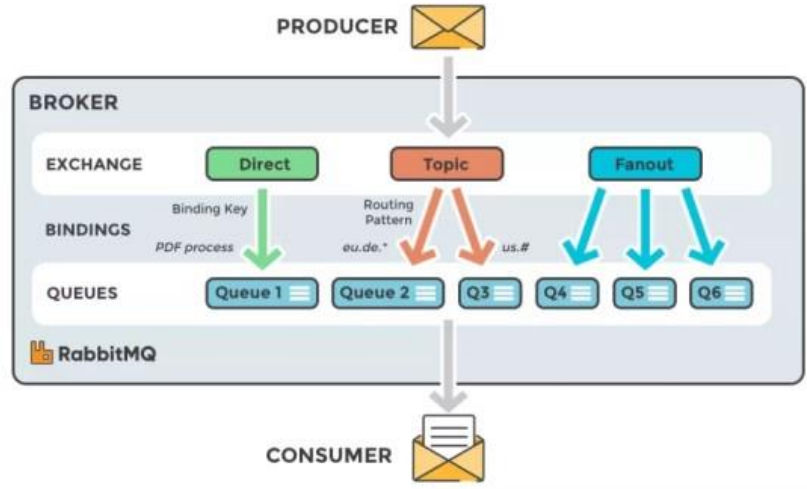 PRODUCER
BROKER
EXCHANGE
Direct
Topic
Fanout
Binding Key
Routing
Pattern
BINDINGS
PDF process
eu.de.*
us.#
QUEUES
Queue 1
Queue 2
Q3
Q4
Q5
Q6
RabbitMQ
CONSUMER